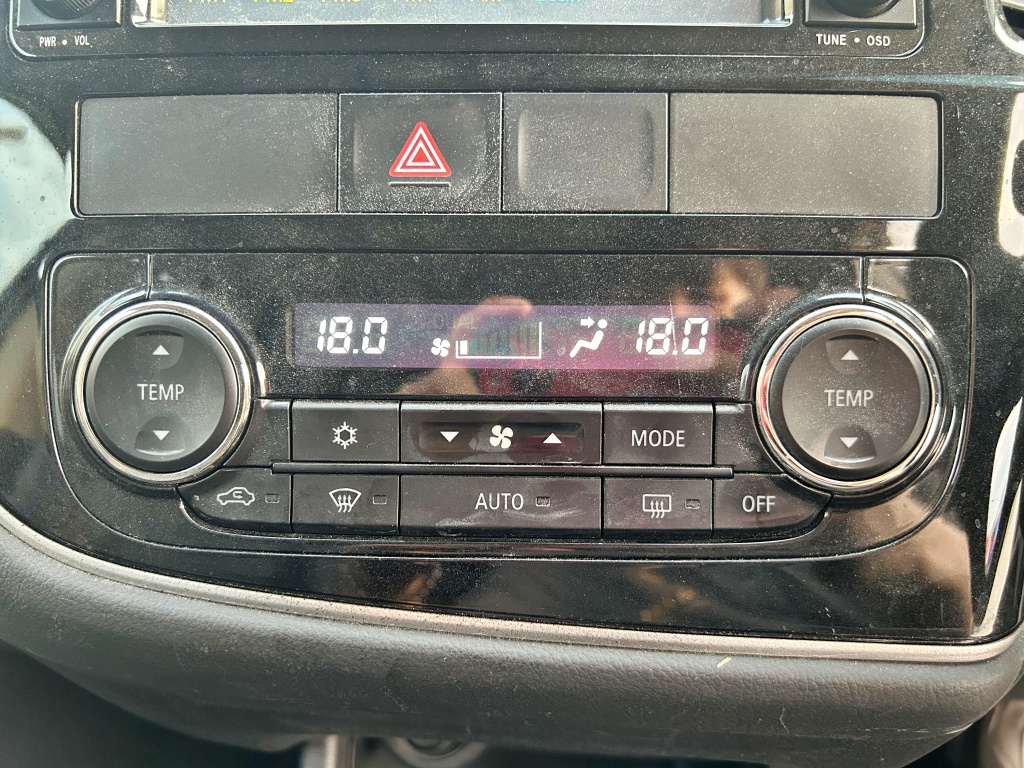 PWR • VOL
TUNE • OSD
18.0
18.0
TEMP
TEMP
MODE
AUTO
OFF